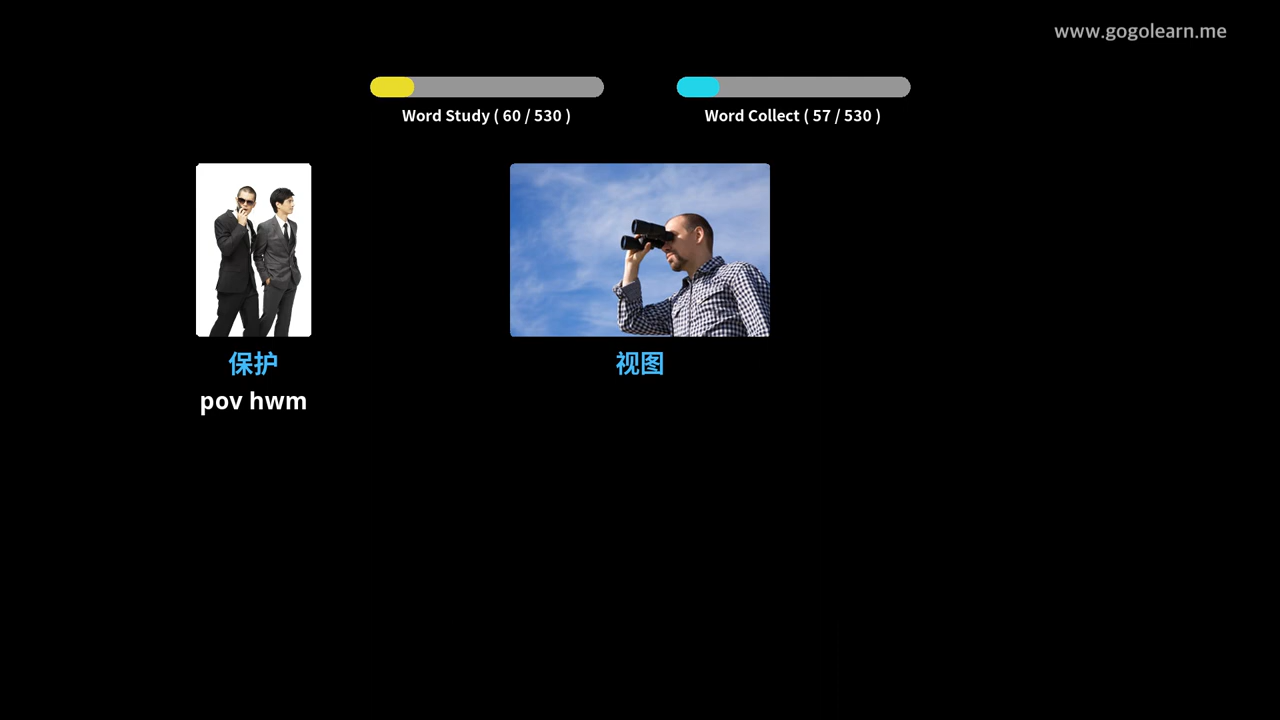 www.gogolearn.me
Word Study ( 60 / 530 )
Word Collect ( 57 / 530 )
保护
视图
pov hwm